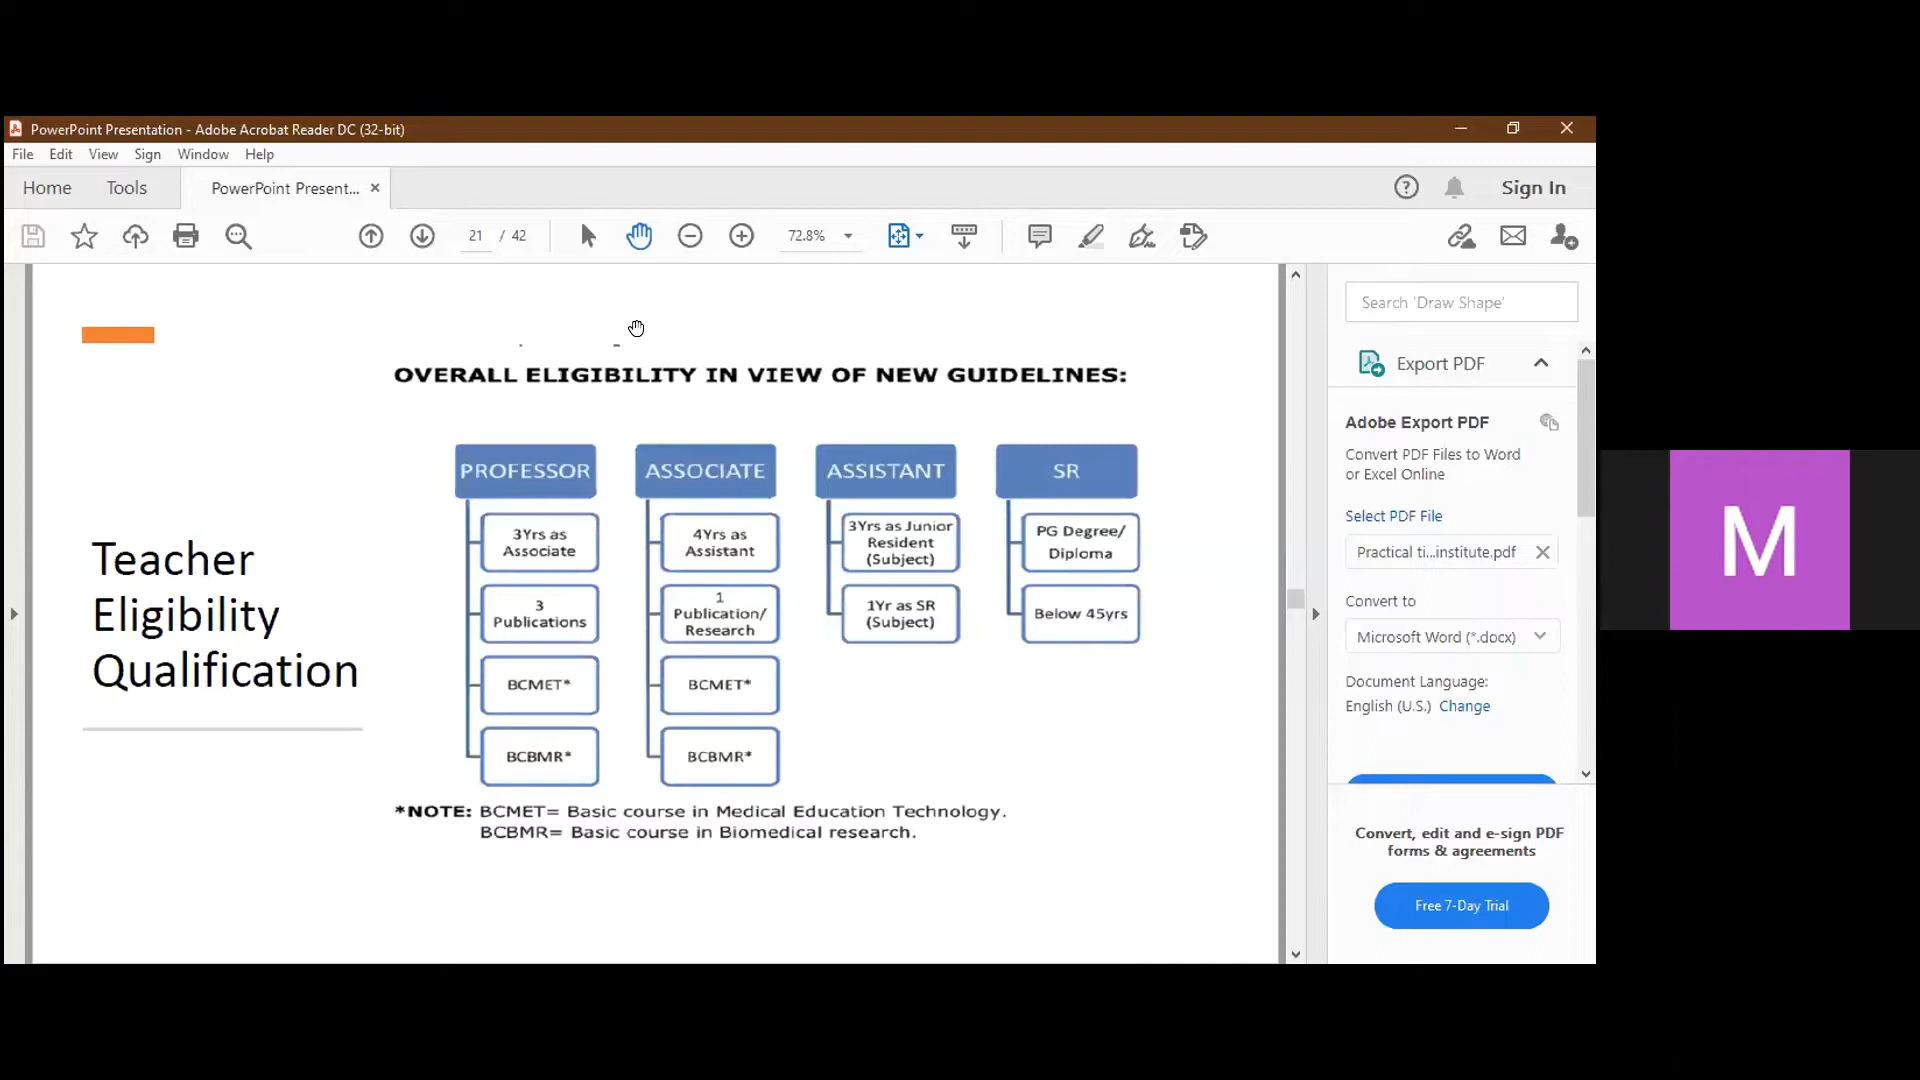 PowerPoint Presentation - Adobe Acrobat Reader DC (32-bit)
File Edit View Sign Window Help
Home Tools PowerPoint Present... Sign In
21 / 42 72.8%
OVERALL ELIGIBILITY IN VIEW OF NEW GUIDELINES:
Teacher
Eligibility
Qualification
PROFESSOR
3Yrs as
Associate
3
Publications
BCMET*
BCBMR*
ASSOCIATE
4Yrs as
Assistant
1
Publication/
Research
BCMET*
BCBMR*
ASSISTANT
3Yrs as Junior
Resident
(Subject)
1Yr as SR
(Subject)
SR
PG Degree/
Diploma
Below 45yrs
*NOTE: BCMET= Basic course in Medical Education Technology.
BCBMR= Basic course in Biomedical research.
Search 'Draw Shape'
Export PDF
Adobe Export PDF
Convert PDF Files to Word
or Excel Online
Select PDF File
Practical ti...institute.pdf
Convert to
Microsoft Word (*.docx)
Document Language:
English (U.S.) Change
Convert, edit and e-sign PDF
forms & agreements
Free 7-Day Trial
M